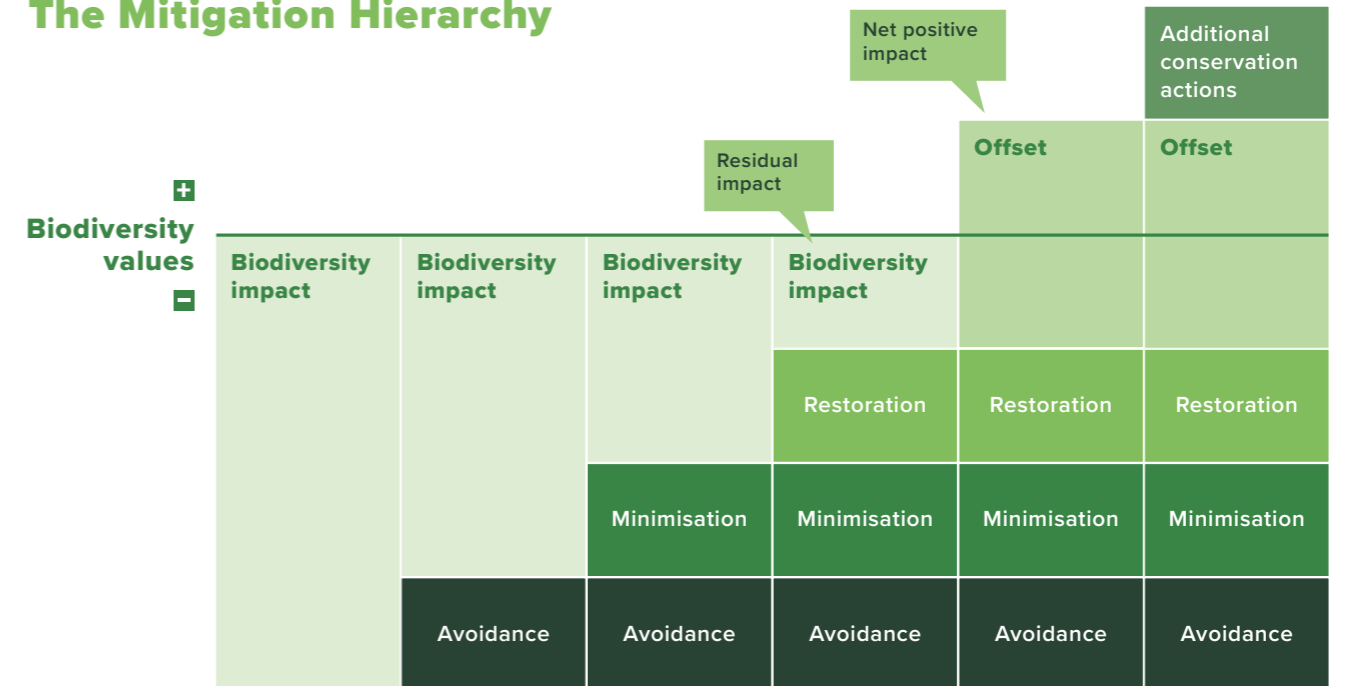 The Mitigation Hierarchy
Net positive
impact
Additional
conservation
actions
Residual
impact
Offset
Offset
+
Biodiversity
values
−
Biodiversity
impact
Biodiversity
impact
Biodiversity
impact
Biodiversity
impact
Restoration
Restoration
Restoration
Minimisation
Minimisation
Minimisation
Minimisation
Avoidance
Avoidance
Avoidance
Avoidance
Avoidance